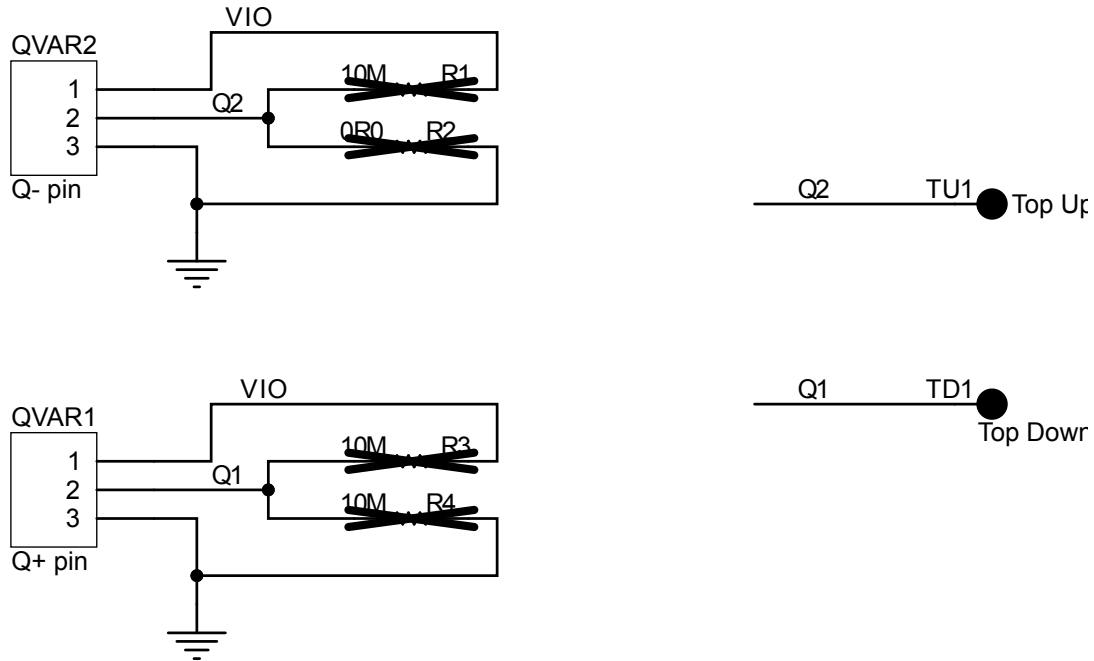 VIO
QVAR2
10M R1
1
Q2
2
0R0 R2
3
Q- pin
Q2 TU1
Top Up
VIO
Q1 TD1
QVAR1
Top Down
10M R3
1
Q1
2
10M R4
3
Q+ pin